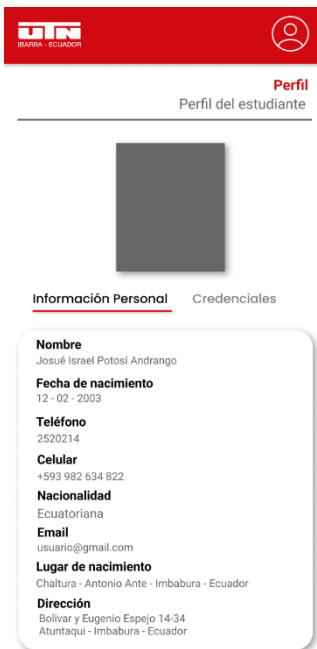 UTN
IBARRA - ECUADOR
Perfil
Perfil del estudiante
Información Personal Credenciales
Nombre
Josué Israel Potosí Andrango
Fecha de nacimiento
12 - 02 - 2003
Teléfono
2520214
Celular
+593 982 634 822
Nacionalidad
Ecuatoriana
Email
usuario@gmail.com
Lugar de nacimiento
Chaltura - Antonio Ante - Imbabura - Ecuador
Dirección
Bolivar y Eugenio Espejo 14-34
Atuntaqui - Imbabura - Ecuador